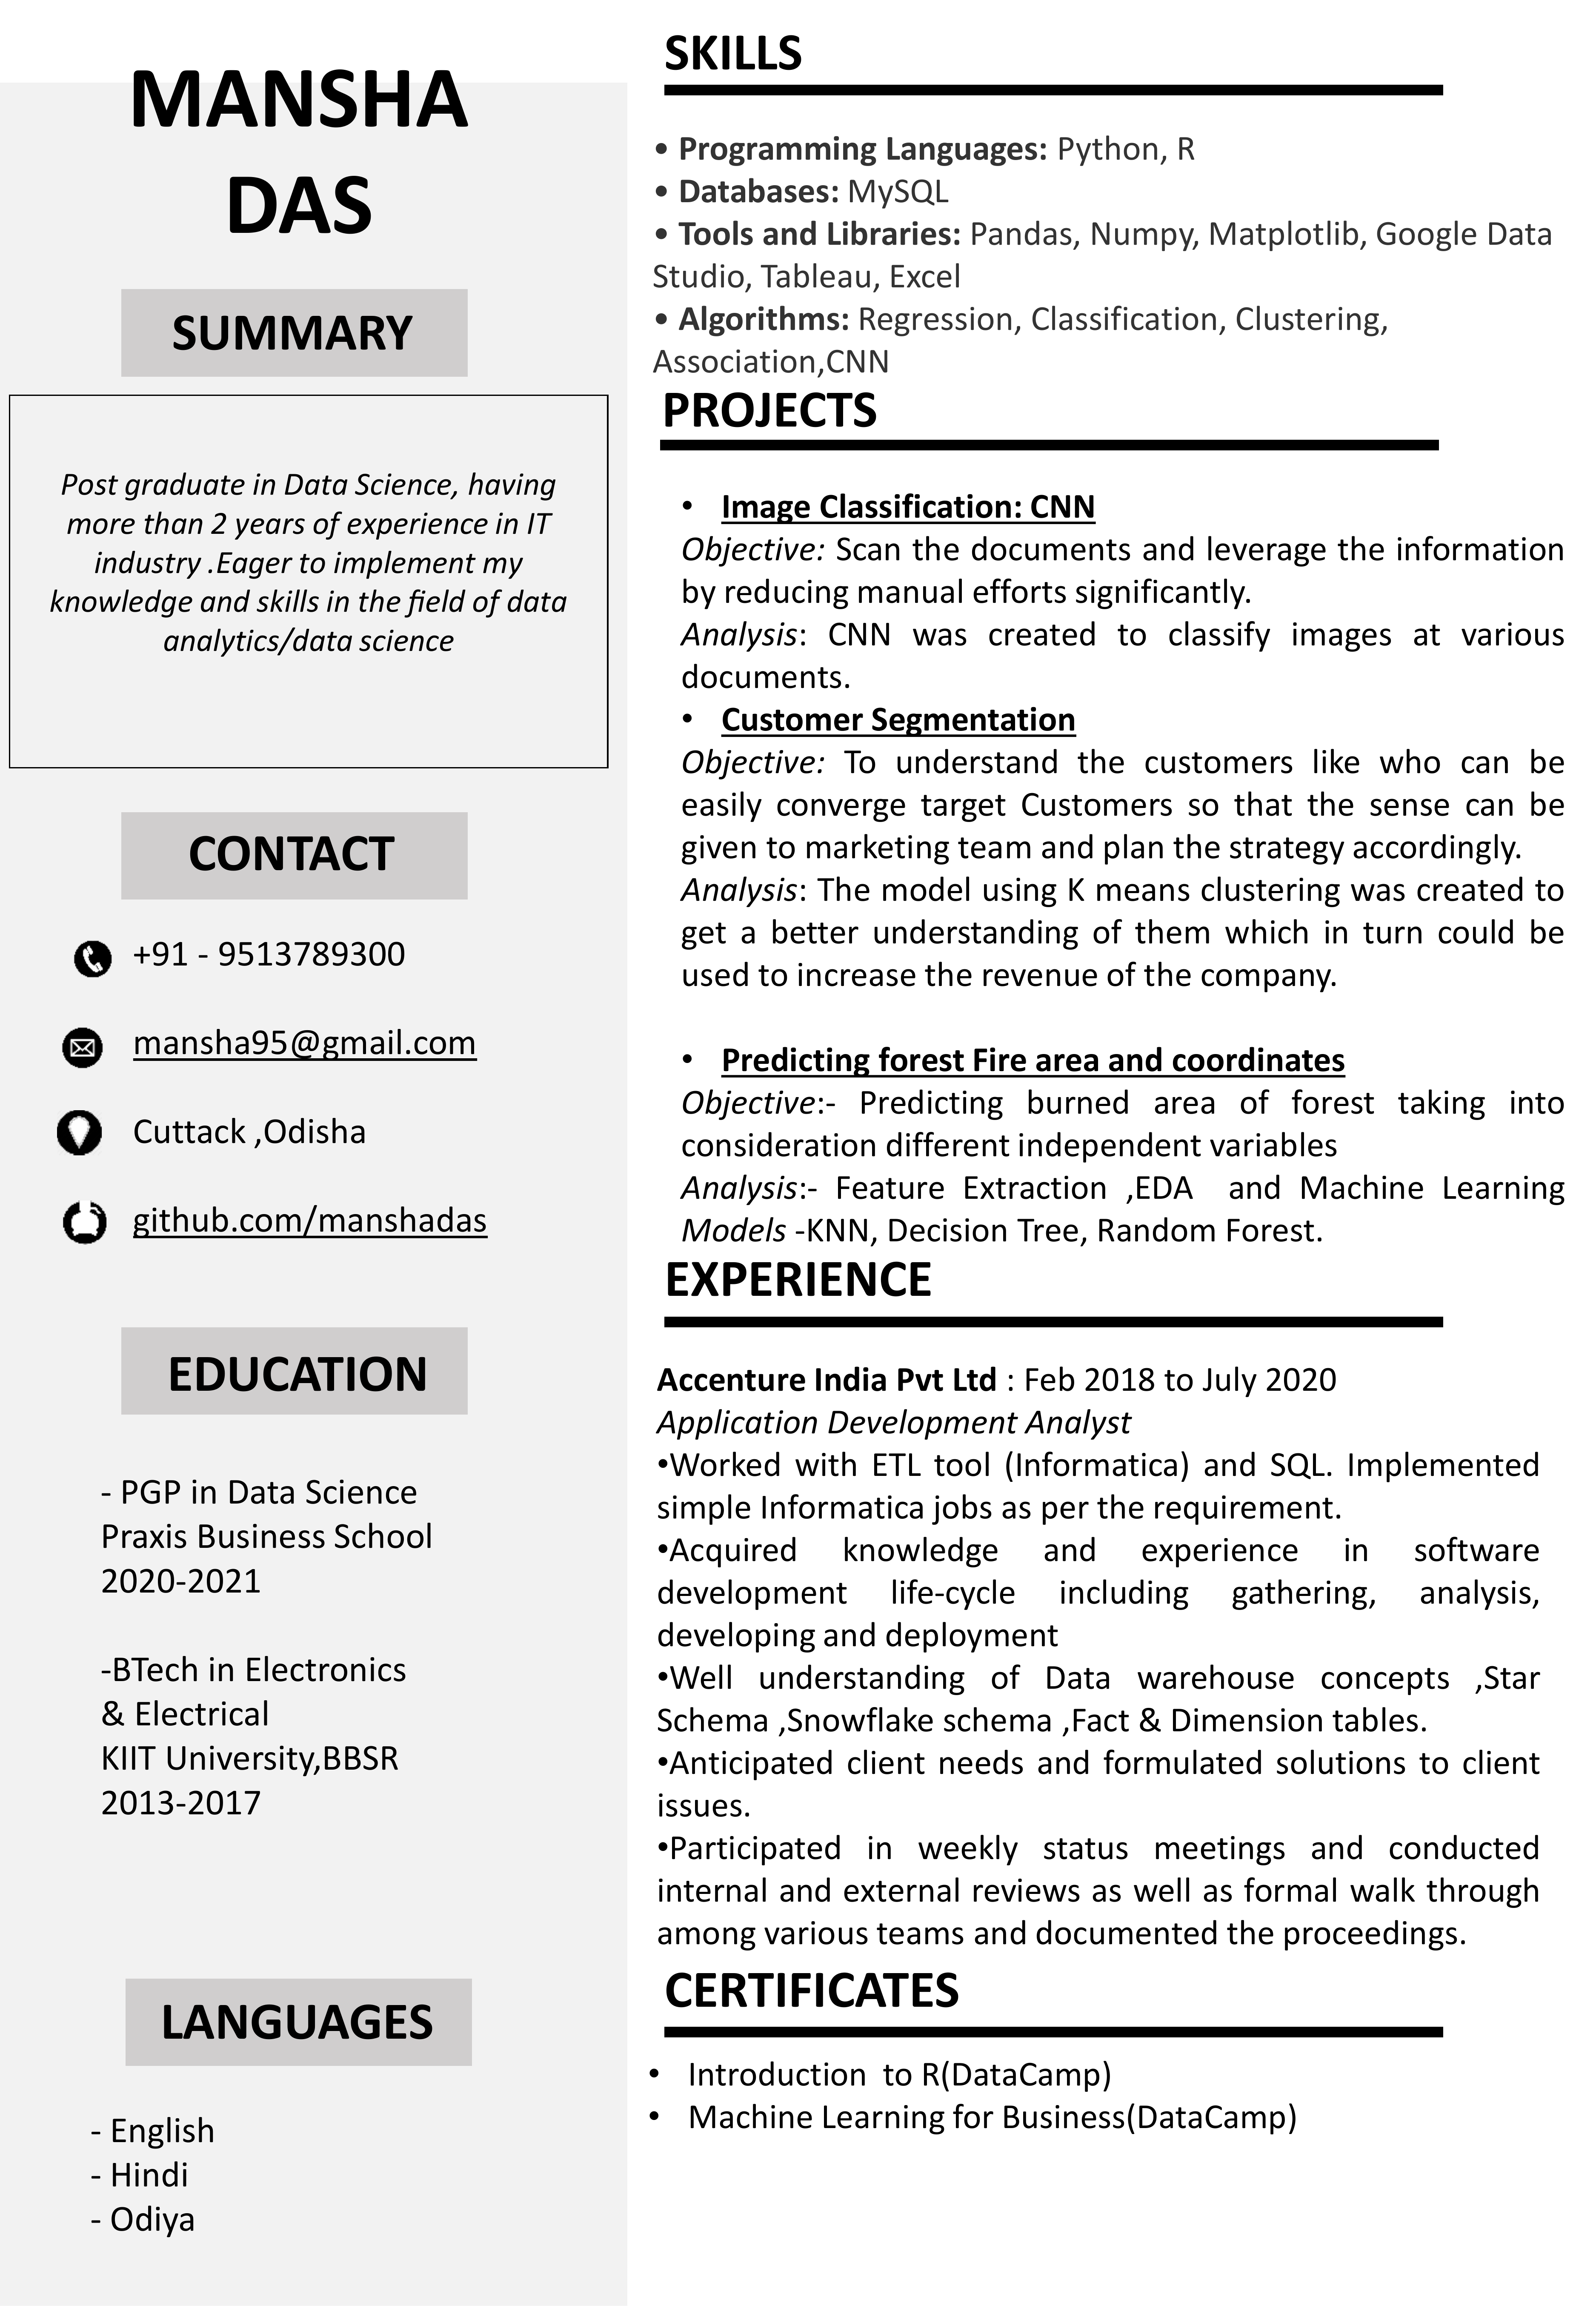 MANSHA
DAS
SUMMARY
Post graduate in Data Science, having
more than 2 years of experience in IT
industry .Eager to implement my
knowledge and skills in the field of data
analytics/data science
CONTACT
+91 - 9513789300
mansha95@gmail.com
Cuttack ,Odisha
github.com/manshadas
EDUCATION
- PGP in Data Science
Praxis Business School
2020-2021
-BTech in Electronics
& Electrical
KIIT University,BBSR
2013-2017
LANGUAGES
- English
- Hindi
- Odiya
SKILLS
• Programming Languages: Python, R
• Databases: MySQL
• Tools and Libraries: Pandas, Numpy, Matplotlib, Google Data
Studio, Tableau, Excel
• Algorithms: Regression, Classification, Clustering,
Association,CNN
PROJECTS
• Image Classification: CNN
Objective: Scan the documents and leverage the information
by reducing manual efforts significantly.
Analysis: CNN was created to classify images at various
documents.
• Customer Segmentation
Objective: To understand the customers like who can be
easily converge target Customers so that the sense can be
given to marketing team and plan the strategy accordingly.
Analysis: The model using K means clustering was created to
get a better understanding of them which in turn could be
used to increase the revenue of the company.
• Predicting forest Fire area and coordinates
Objective:- Predicting burned area of forest taking into
consideration different independent variables
Analysis:- Feature Extraction ,EDA and Machine Learning
Models -KNN, Decision Tree, Random Forest.
EXPERIENCE
Accenture India Pvt Ltd : Feb 2018 to July 2020
Application Development Analyst
•Worked with ETL tool (Informatica) and SQL. Implemented
simple Informatica jobs as per the requirement.
•Acquired knowledge and experience in software
development life-cycle including gathering, analysis,
developing and deployment
•Well understanding of Data warehouse concepts ,Star
Schema ,Snowflake schema ,Fact & Dimension tables.
•Anticipated client needs and formulated solutions to client
issues.
•Participated in weekly status meetings and conducted
internal and external reviews as well as formal walk through
among various teams and documented the proceedings.
CERTIFICATES
• Introduction to R(DataCamp)
• Machine Learning for Business(DataCamp)